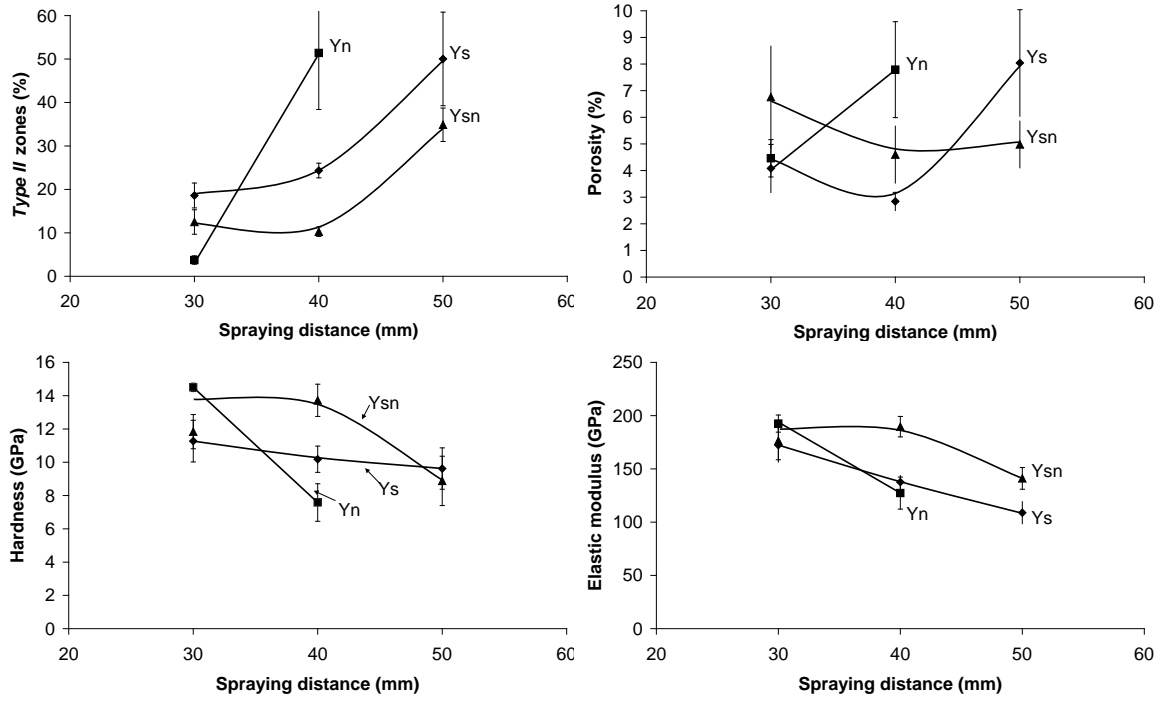 Type II zones (%)
60
50
40
30
20
10
0
Yn
Ys
Ysn
20 30 40 50 60
Spraying distance (mm)
Porosity (%)
10
9
8
7
6
5
4
3
2
1
0
Yn
Ys
Ysn
20 30 40 50 60
Spraying distance (mm)
Hardness (GPa)
16
14
12
10
8
6
4
2
0
Ysn
Ys
Yn
20 30 40 50 60
Spraying distance (mm)
Elastic modulus (GPa)
250
200
150
100
50
0
Ysn
Yn
Ys
20 30 40 50 60
Spraying distance (mm)